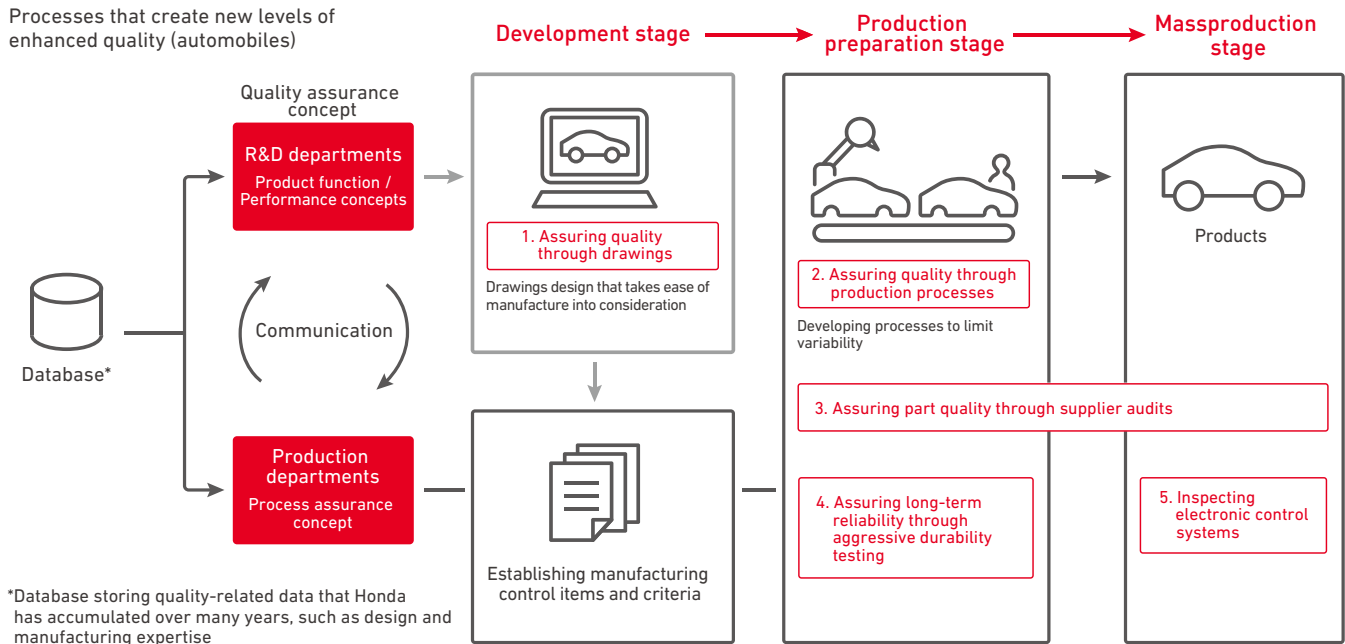 Processes that create new levels of
enhanced quality (automobiles)
Development stage
Production
preparation stage
Massproduction
stage
Quality assurance
concept
R&D departments
Product function /
Performance concepts
Communication
Database*
Production
departments
Process assurance
concept
1. Assuring quality
through drawings
Drawings design that takes ease of
manufacture into consideration
Establishing manufacturing
control items and criteria
2. Assuring quality through
production processes
Developing processes to limit
variability
Products
3. Assuring part quality through supplier audits
4. Assuring long-term
reliability through
aggressive durability
testing
5. Inspecting
electronic control
systems
*Database storing quality-related data that Honda
has accumulated over many years, such as design and
manufacturing expertise